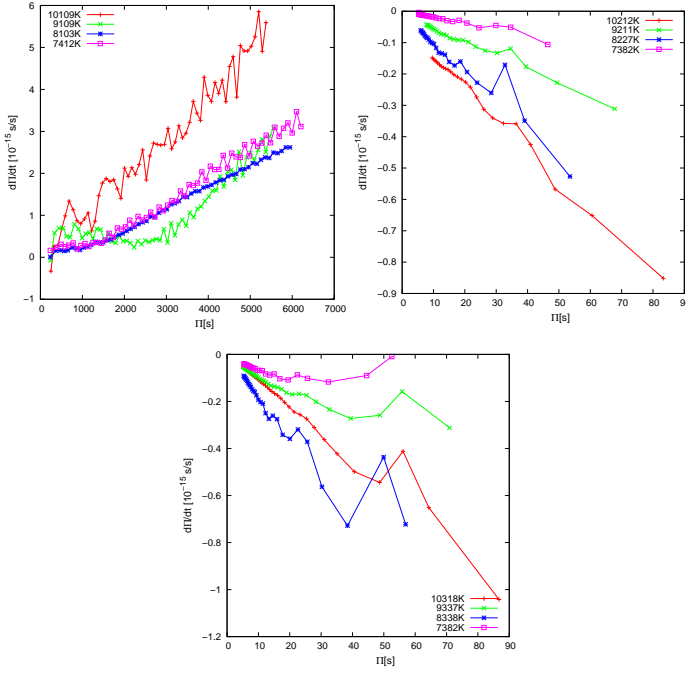 10109K
9109K
8103K
7412K
6
5
4
3
2
1
0
−1
dΠ/dt [10⁻¹⁵ s/s]
0 1000 2000 3000 4000 5000 6000 7000
Π[s]
10212K
9211K
8227K
7382K
0
−0.1
−0.2
−0.3
−0.4
−0.5
−0.6
−0.7
−0.8
−0.9
dΠ/dt [10⁻¹⁵ s/s]
0 10 20 30 40 50 60 70 80 90
Π[s]
0
−0.2
−0.4
−0.6
−0.8
−1
−1.2
dΠ/dt [10⁻¹⁵ s/s]
10318K
9337K
8338K
7382K
0 10 20 30 40 50 60 70 80 90
Π[s]